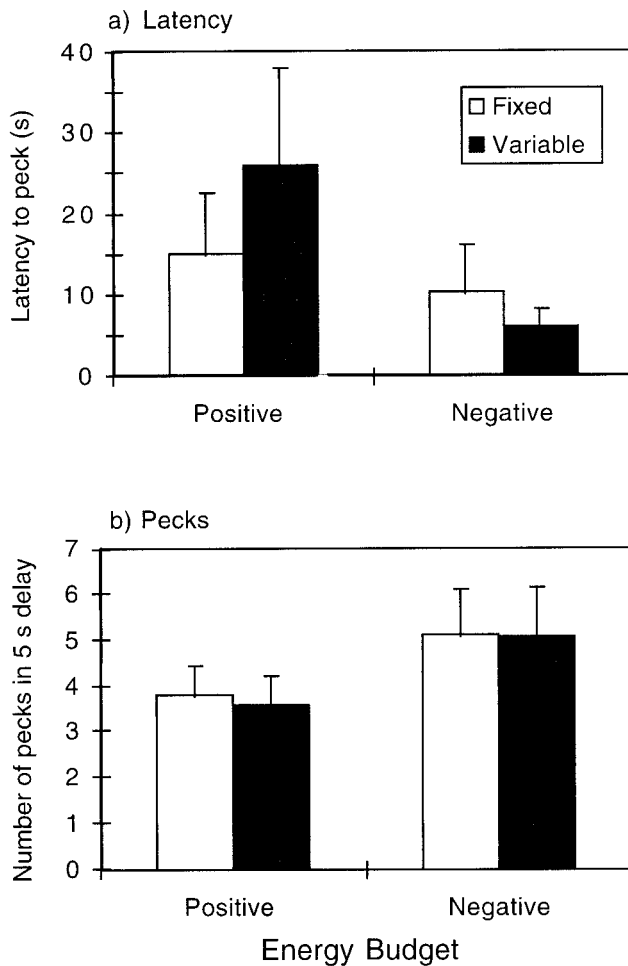 a) Latency
Latency to peck (s)
40
30
20
10
0
Fixed
Variable
Positive
Negative
b) Pecks
Number of pecks in 5 s delay
7
6
5
4
3
2
1
0
Positive
Negative
Energy Budget